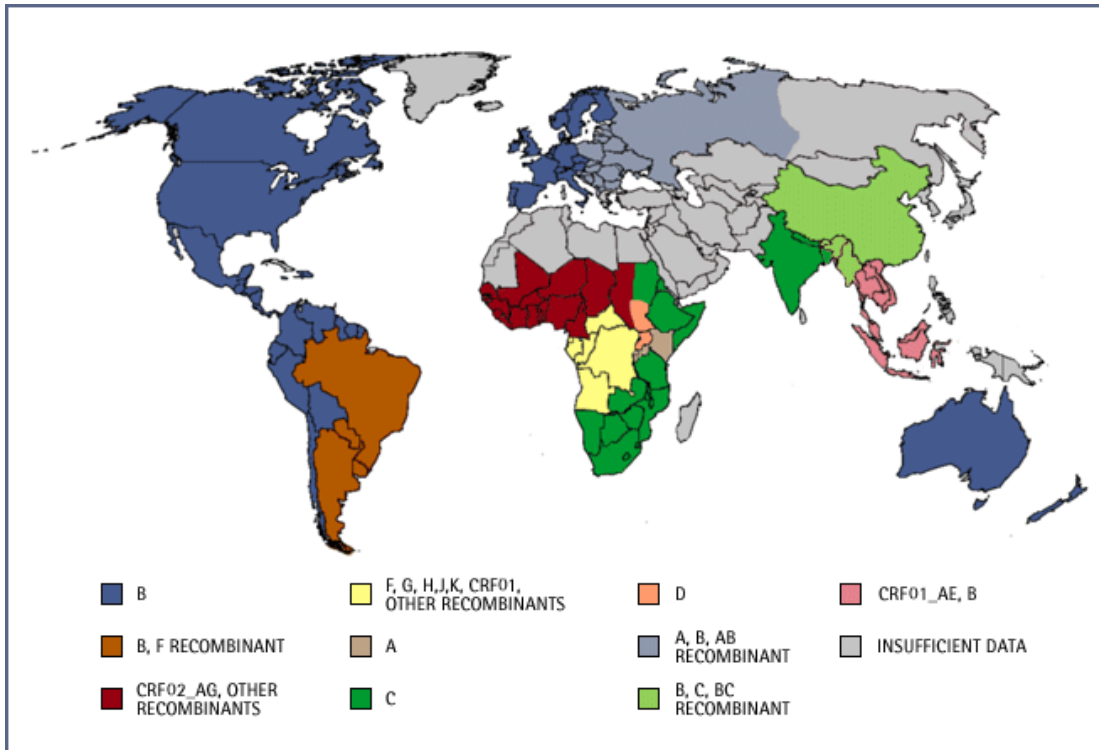 B
B, F RECOMBINANT
CRF02_AG, OTHER
RECOMBINANTS
F, G, H,J,K, CRF01,
OTHER RECOMBINANTS
A
C
D
A, B, AB
RECOMBINANT
B, C, BC
RECOMBINANT
CRF01_AE, B
INSUFFICIENT DATA